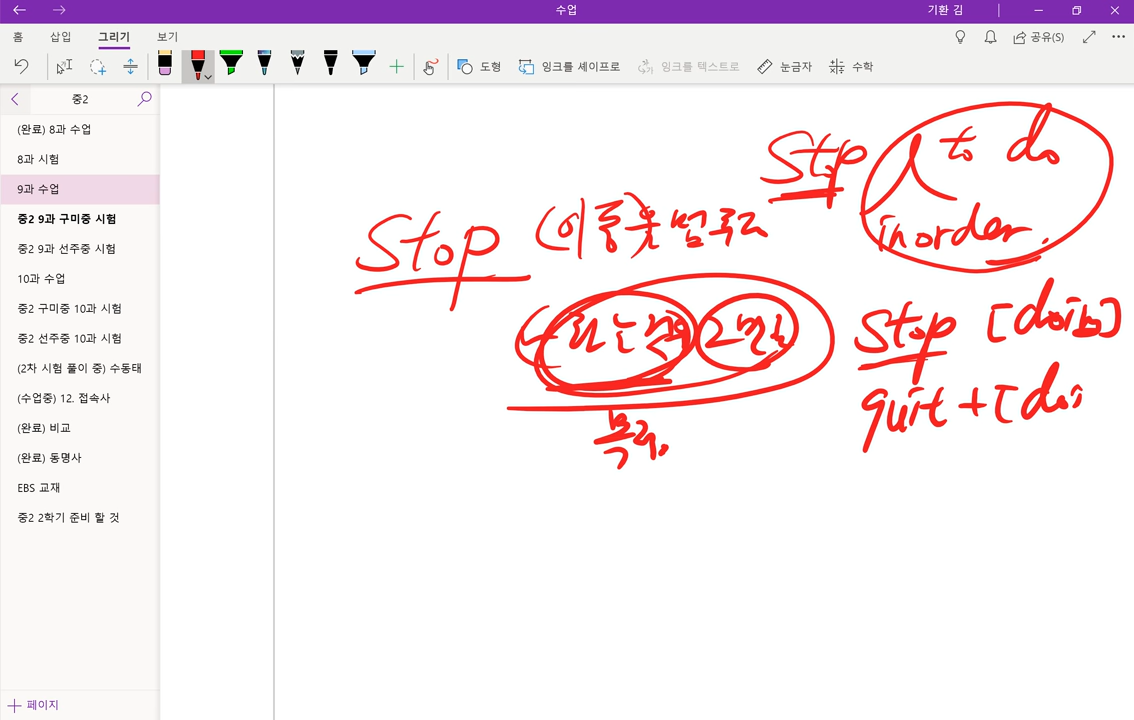 수업
기환 김
홈 삽입 그리기 보기
공유(S)
도형 잉크를 셰이프로 잉크를 텍스트로 눈금자 수학
중2
(완료) 8과 수업
8과 시험
9과 수업
중2 9과 구미중 시험
중2 9과 선주중 시험
10과 수업
중2 구미중 10과 시험
중2 선주중 10과 시험
(2차 시험 풀이 중) 수동태
(수업중) 12. 접속사
(완료) 비교
(완료) 동명사
EBS 교재
중2 2학기 준비 할 것
페이지
Stop to do
in order
Stop
하는
Stop [doing]
quit + [doi